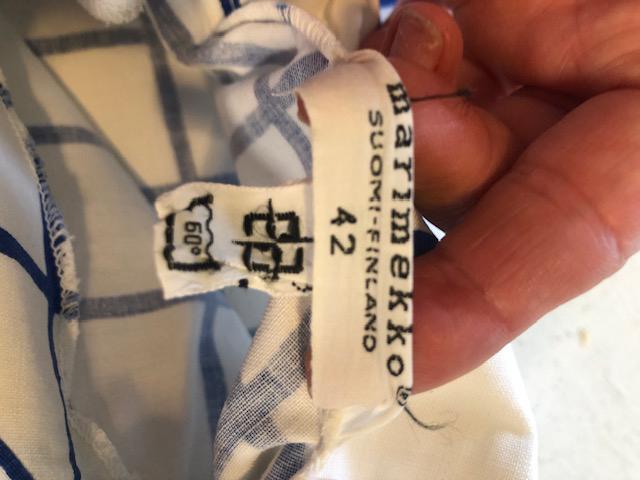 marimekko®
SUOMI-FINLAND
42
60°